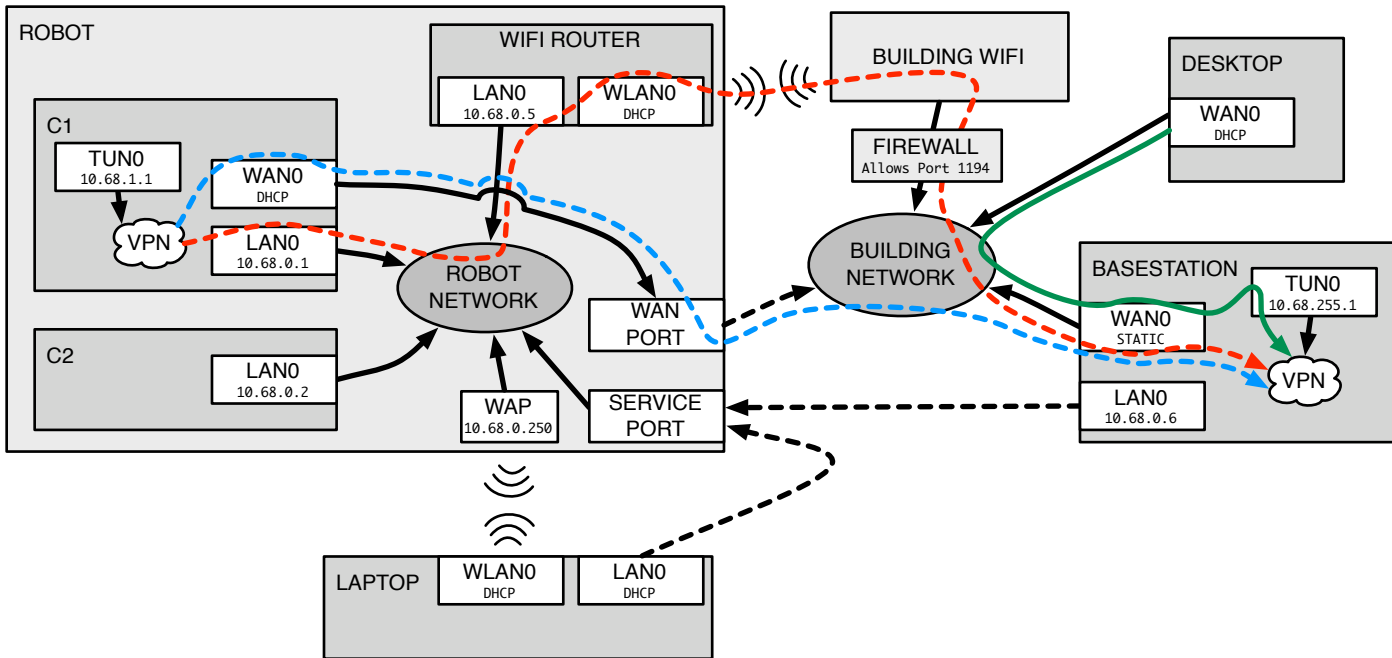 ROBOT
WIFI ROUTER
LAN0
10.68.0.5
WLAN0
DHCP
BUILDING WIFI
FIREWALL
Allows Port 1194
DESKTOP
WAN0
DHCP
C1
TUN0
10.68.1.1
VPN
WAN0
DHCP
LAN0
10.68.0.1
ROBOT
NETWORK
WAN
PORT
BUILDING
NETWORK
BASESTATION
TUN0
10.68.255.1
WAN0
STATIC
VPN
LAN0
10.68.0.6
C2
LAN0
10.68.0.2
WAP
10.68.0.250
SERVICE
PORT
LAPTOP
WLAN0
DHCP
LAN0
DHCP